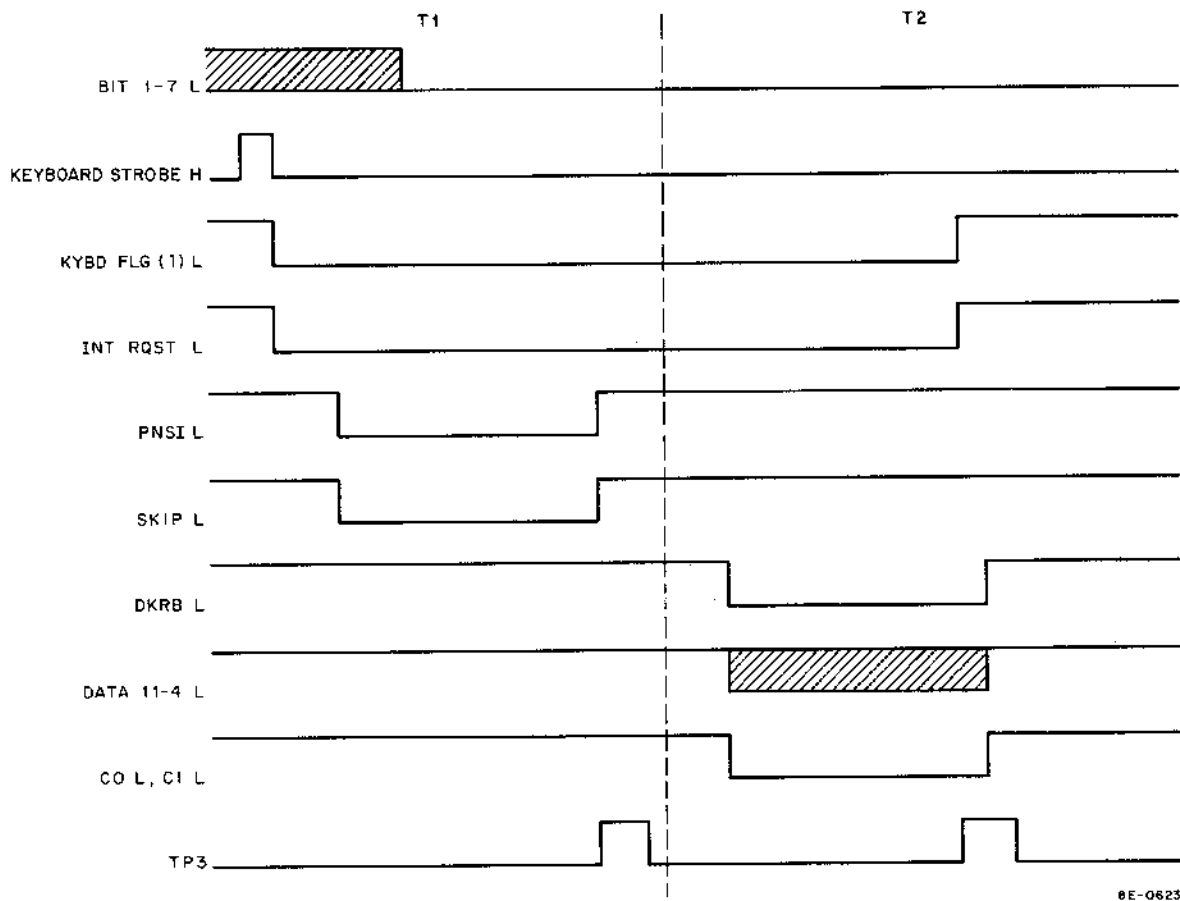 T1
T2
BIT 1-7 L
KEYBOARD STROBE H
KYBD FLG (1) L
INT RQST L
PNSI L
SKIP L
DKRB L
DATA 11-4 L
CO L, C1 L
TP3
8E-0623